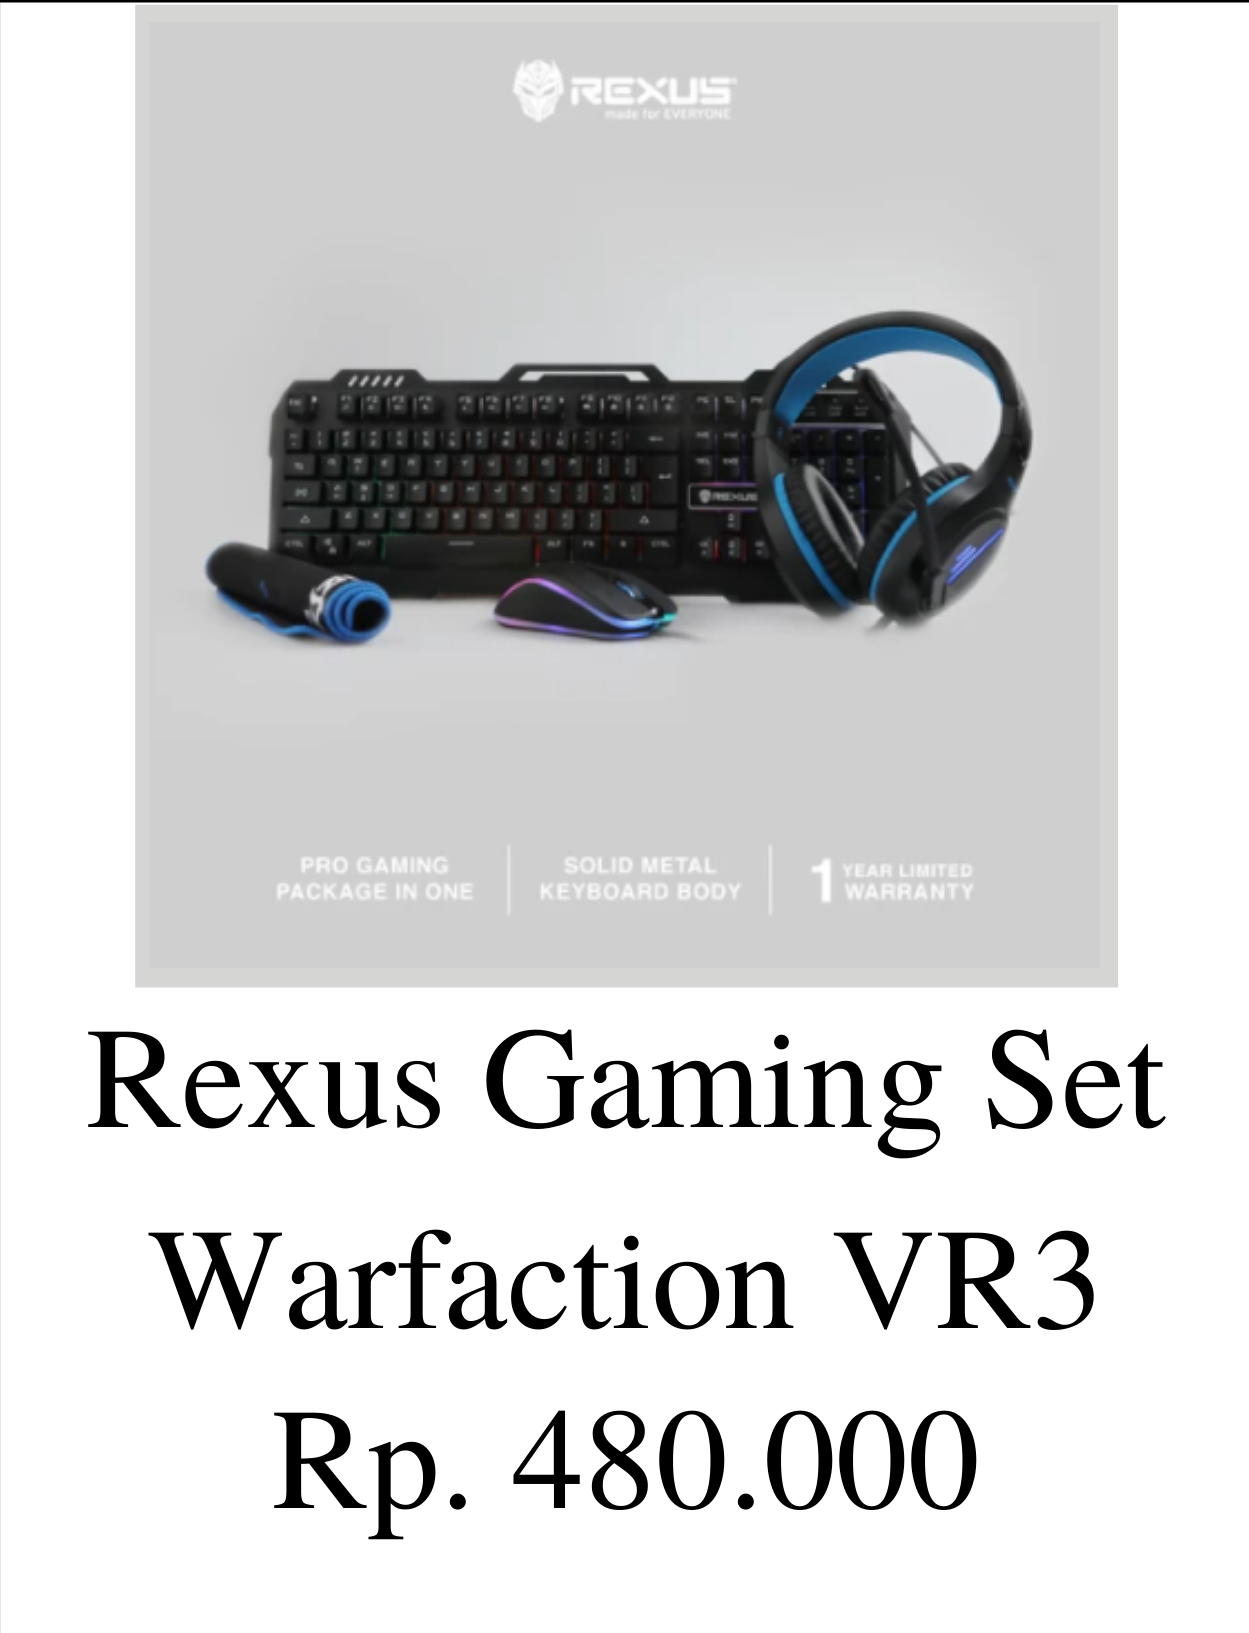 REXUS
made for EVERYONE
REXUS
PRO GAMING
PACKAGE IN ONE
SOLID METAL
KEYBOARD BODY
1 YEAR LIMITED
WARRANTY
Rexus Gaming Set
Warfaction VR3
Rp. 480.000